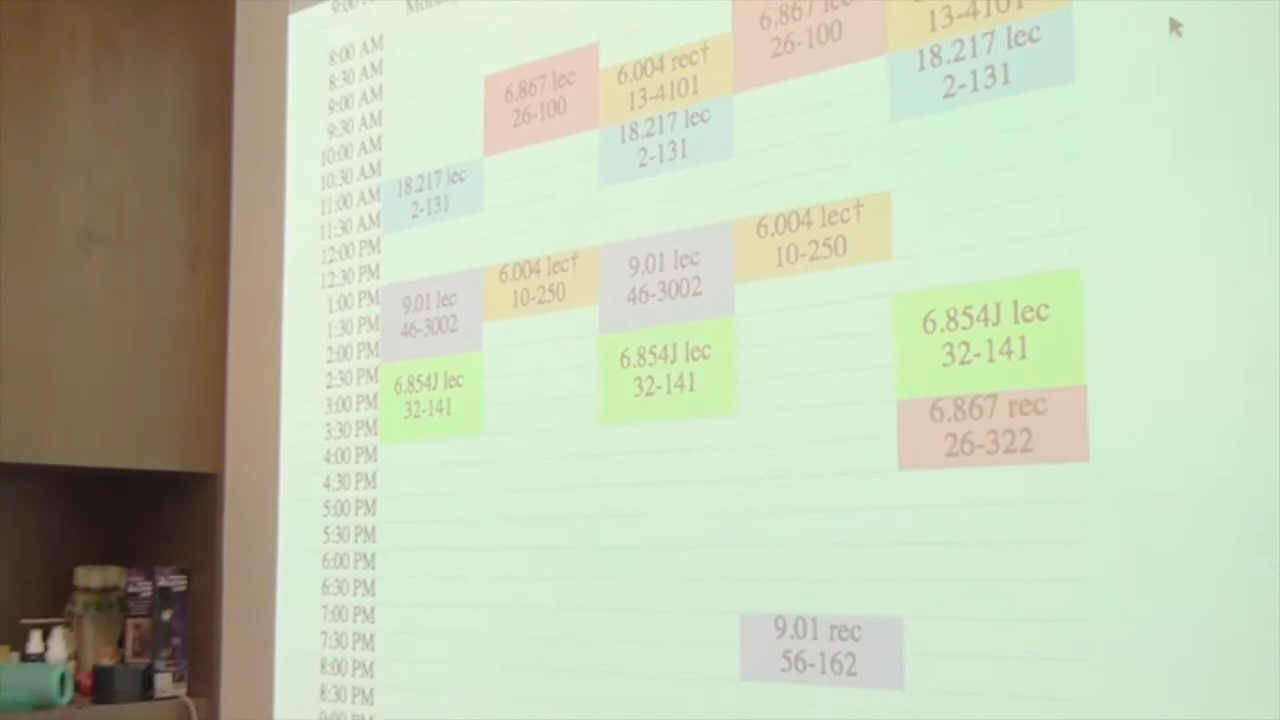 8:00 AM
8:30 AM
9:00 AM
9:30 AM
10:00 AM
10:30 AM
11:00 AM
11:30 AM
12:00 PM
12:30 PM
1:00 PM
1:30 PM
2:00 PM
2:30 PM
3:00 PM
3:30 PM
4:00 PM
4:30 PM
5:00 PM
5:30 PM
6:00 PM
6:30 PM
7:00 PM
7:30 PM
8:00 PM
8:30 PM
18.217 lec
2-131
9.01 lec
46-3002
6.854J lec
32-141
6.867 lec
26-100
6.004 lec†
10-250
6.004 rec†
13-4101
18.217 lec
2-131
9.01 lec
46-3002
6.854J lec
32-141
6.867 lec
26-100
6.004 lec†
10-250
9.01 rec
56-162
13-4101
18.217 lec
2-131
6.854J lec
32-141
6.867 rec
26-322